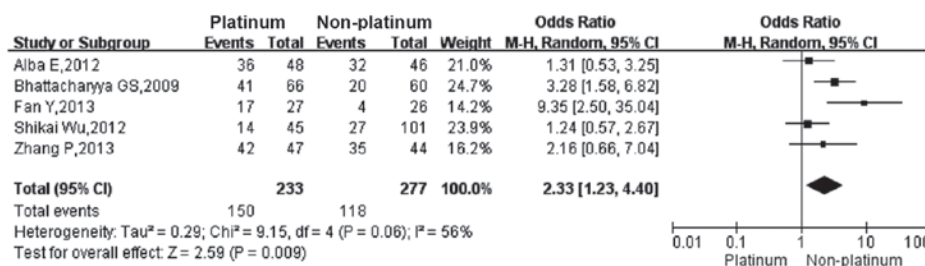 Platinum Non-platinum Odds Ratio Odds Ratio
Study or Subgroup Events Total Events Total Weight M-H, Random, 95% CI M-H, Random, 95% CI
Alba E,2012 36 48 32 46 21.0% 1.31 [0.53, 3.25]
Bhattacharyya GS,2009 41 66 20 60 24.7% 3.28 [1.58, 6.82]
Fan Y,2013 17 27 4 26 14.2% 9.35 [2.50, 35.04]
Shikai Wu,2012 14 45 27 101 23.9% 1.24 [0.57, 2.67]
Zhang P,2013 42 47 35 44 16.2% 2.16 [0.66, 7.04]
Total (95% CI) 233 277 100.0% 2.33 [1.23, 4.40]
Total events 150 118
Heterogeneity: Tau² = 0.29; Chi² = 9.15, df = 4 (P = 0.06); I² = 56%
Test for overall effect: Z = 2.59 (P = 0.009)
0.01 0.1 1 10 100
Platinum Non-platinum